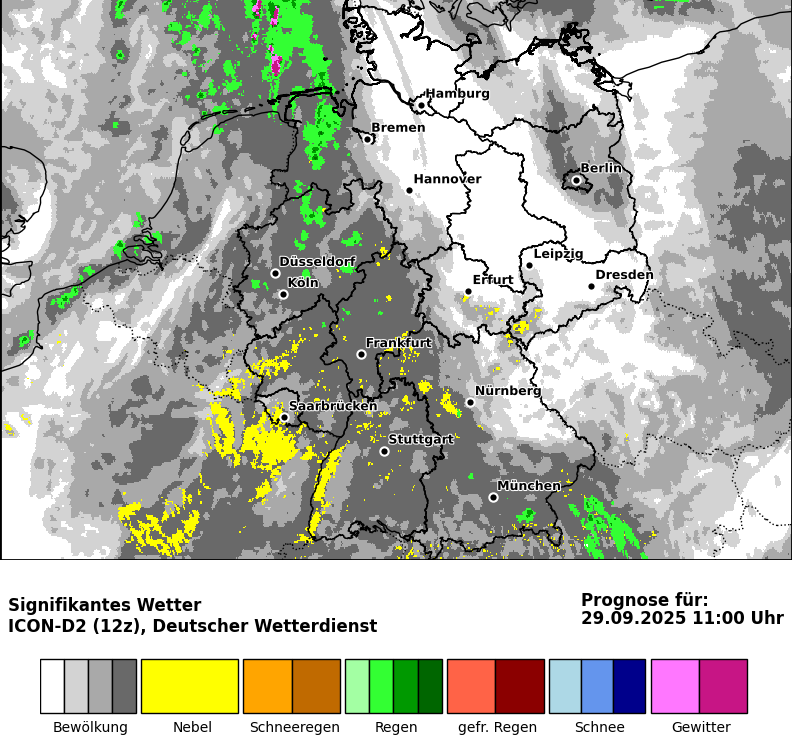 Hamburg
Bremen
Berlin
Hannover
Leipzig
Düsseldorf
Dresden
Erfurt
Köln
Frankfurt
Nürnberg
Saarbrücken
Stuttgart
München
Signifikantes Wetter
ICON-D2 (12z), Deutscher Wetterdienst
Prognose für:
29.09.2025 11:00 Uhr
Bewölkung Nebel Schneeregen Regen gefr. Regen Schnee Gewitter